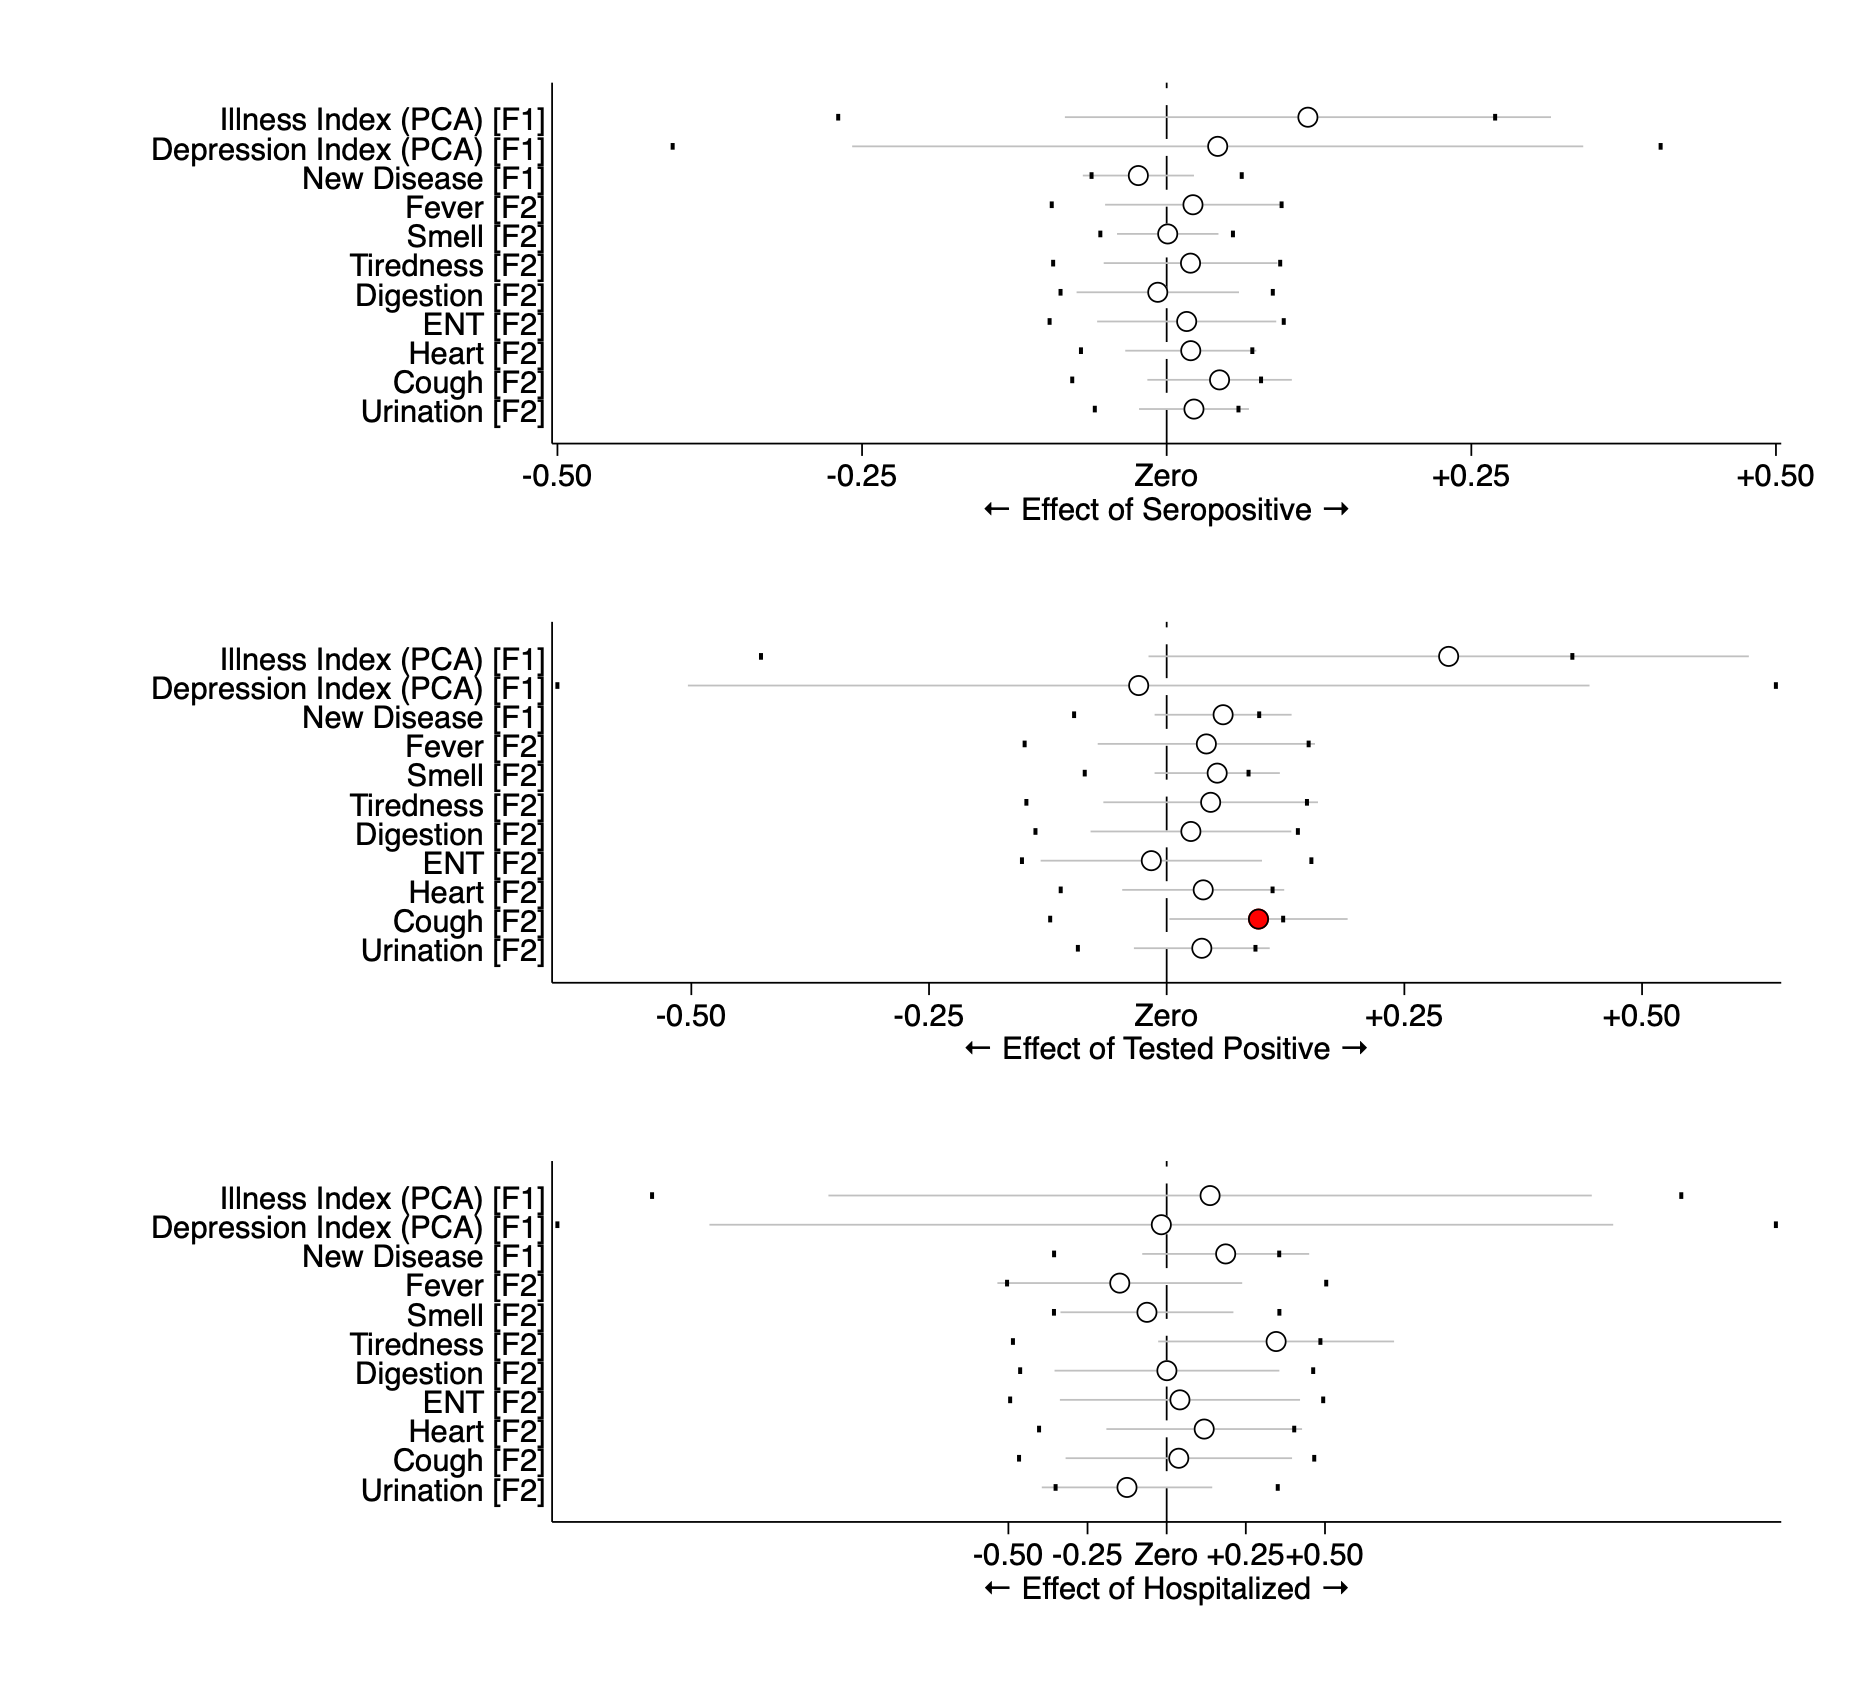 Illness Index (PCA) [F1]
Depression Index (PCA) [F1]
New Disease [F1]
Fever [F2]
Smell [F2]
Tiredness [F2]
Digestion [F2]
ENT [F2]
Heart [F2]
Cough [F2]
Urination [F2]
-0.50 -0.25 Zero +0.25 +0.50
← Effect of Seropositive →
Illness Index (PCA) [F1]
Depression Index (PCA) [F1]
New Disease [F1]
Fever [F2]
Smell [F2]
Tiredness [F2]
Digestion [F2]
ENT [F2]
Heart [F2]
Cough [F2]
Urination [F2]
-0.50 -0.25 Zero +0.25 +0.50
← Effect of Tested Positive →
Illness Index (PCA) [F1]
Depression Index (PCA) [F1]
New Disease [F1]
Fever [F2]
Smell [F2]
Tiredness [F2]
Digestion [F2]
ENT [F2]
Heart [F2]
Cough [F2]
Urination [F2]
-0.50 -0.25 Zero +0.25 +0.50
← Effect of Hospitalized →